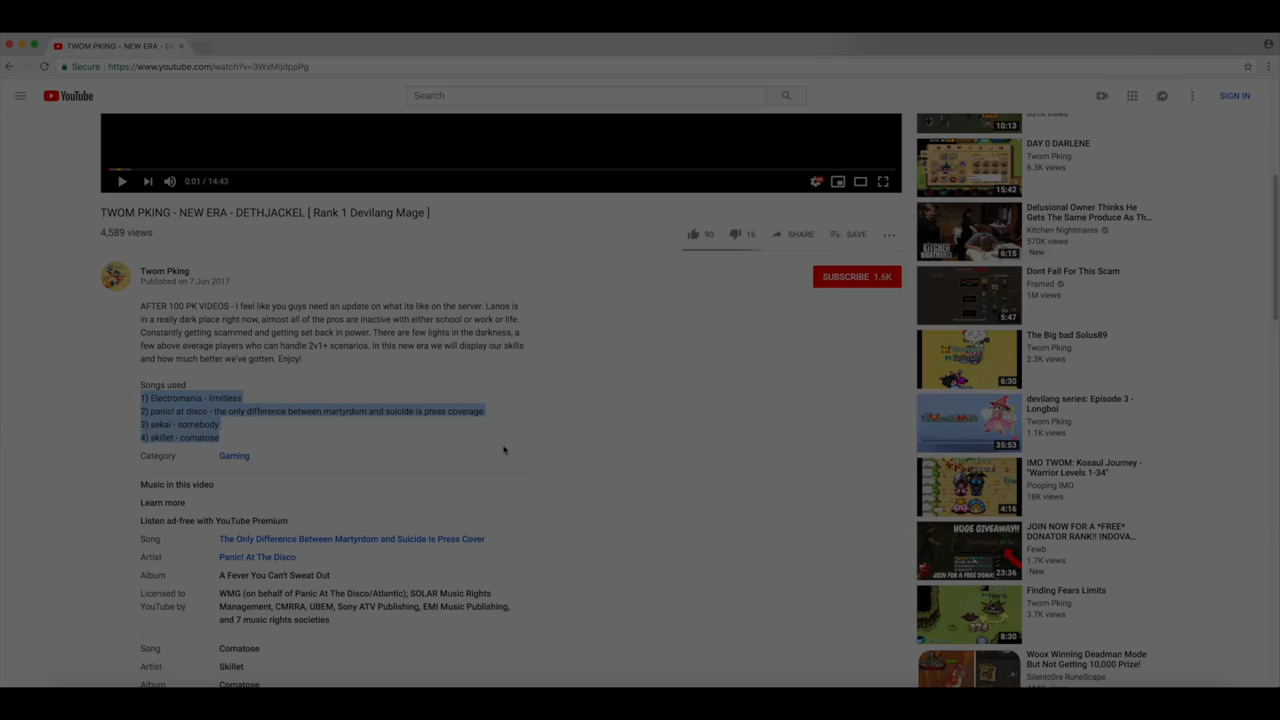 TWOM PKING - NEW ERA - DE
Secure https://www.youtube.com/watch?v=3WxMijdppPg
YouTube
Search
SIGN IN
0:01 / 14:43
TWOM PKING - NEW ERA - DETHJACKEL [ Rank 1 Devilang Mage ]
4,589 views
90 16 SHARE SAVE
Twom Pking
Published on 7 Jun 2017
SUBSCRIBE 1.6K
AFTER 100 PK VIDEOS - I feel like you guys need an update on what its like on the server. Lanos is
in a really dark place right now, almost all of the pros are inactive with either school or work or life.
Constantly getting scammed and getting set back in power. There are few lights in the darkness, a
few above average players who can handle 2v1+ scenarios. In this new era we will display our skills
and how much better we've gotten. Enjoy!
Songs used
1) Electromania - limitless
2) panic! at disco - the only difference between martyrdom and suicide is press coverage
3) sekai - somebody
4) skillet - comatose
Category Gaming
Music in this video
Learn more
Listen ad-free with YouTube Premium
Song The Only Difference Between Martyrdom and Suicide Is Press Cover
Artist Panic! At The Disco
Album A Fever You Can't Sweat Out
Licensed to WMG (on behalf of Panic At The Disco/Atlantic); SOLAR Music Rights
YouTube by Management, CMRRA, UBEM, Sony ATV Publishing, EMI Music Publishing,
and 7 music rights societies
Song Comatose
Artist Skillet
Album Comatose
631K views
10:13
DAY 0 DARLENE
Twom Pking
6.3K views
15:42
Delusional Owner Thinks He
Gets The Same Produce As Th...
Kitchen Nightmares
570K views
New
KITCHEN
NIGHTMARES
6:15
Dont Fall For This Scam
Framed
1M views
5:47
The Big bad Solus89
Twom Pking
2.3K views
6:30
devilang series: Episode 3 -
Longboi
Twom Pking
1.1K views
35:53
IMO TWOM: Kosaul Journey -
"Warrior Levels 1-34"
Pooping IMO
18K views
4:16
JOIN NOW FOR A *FREE*
DONATOR RANK!! INDOVA...
Fewb
1.7K views
New
HUGE GIVEAWAY!!
JOIN FOR A FREE DONA
23:36
Finding Fears Limits
Twom Pking
3.7K views
774
8:30
Woox Winning Deadman Mode
But Not Getting 10,000 Prize!
Silentc0re RuneScape